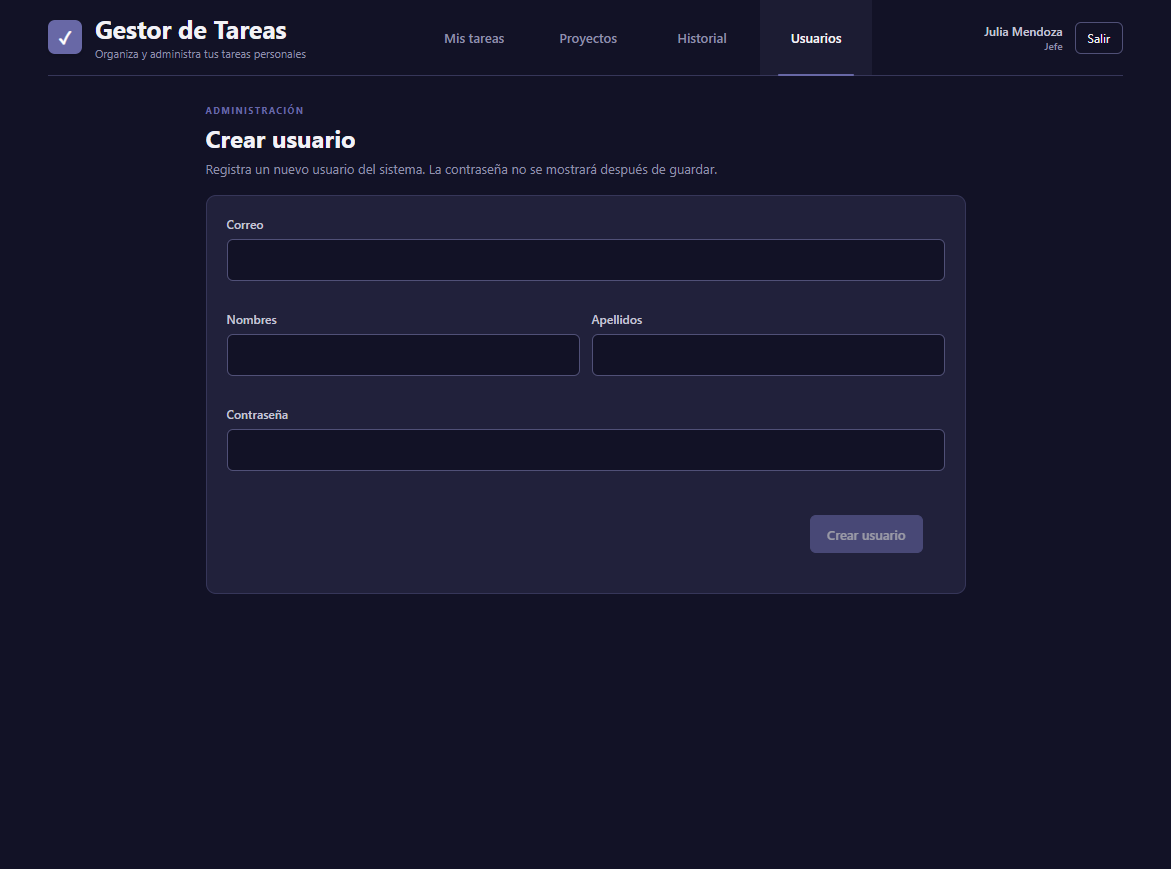 Gestor de Tareas
Organiza y administra tus tareas personales
Mis tareas
Proyectos
Historial
Usuarios
Julia Mendoza
Jefe
Salir
ADMINISTRACIÓN
Crear usuario
Registra un nuevo usuario del sistema. La contraseña no se mostrará después de guardar.
Correo
Nombres
Apellidos
Contraseña
Crear usuario